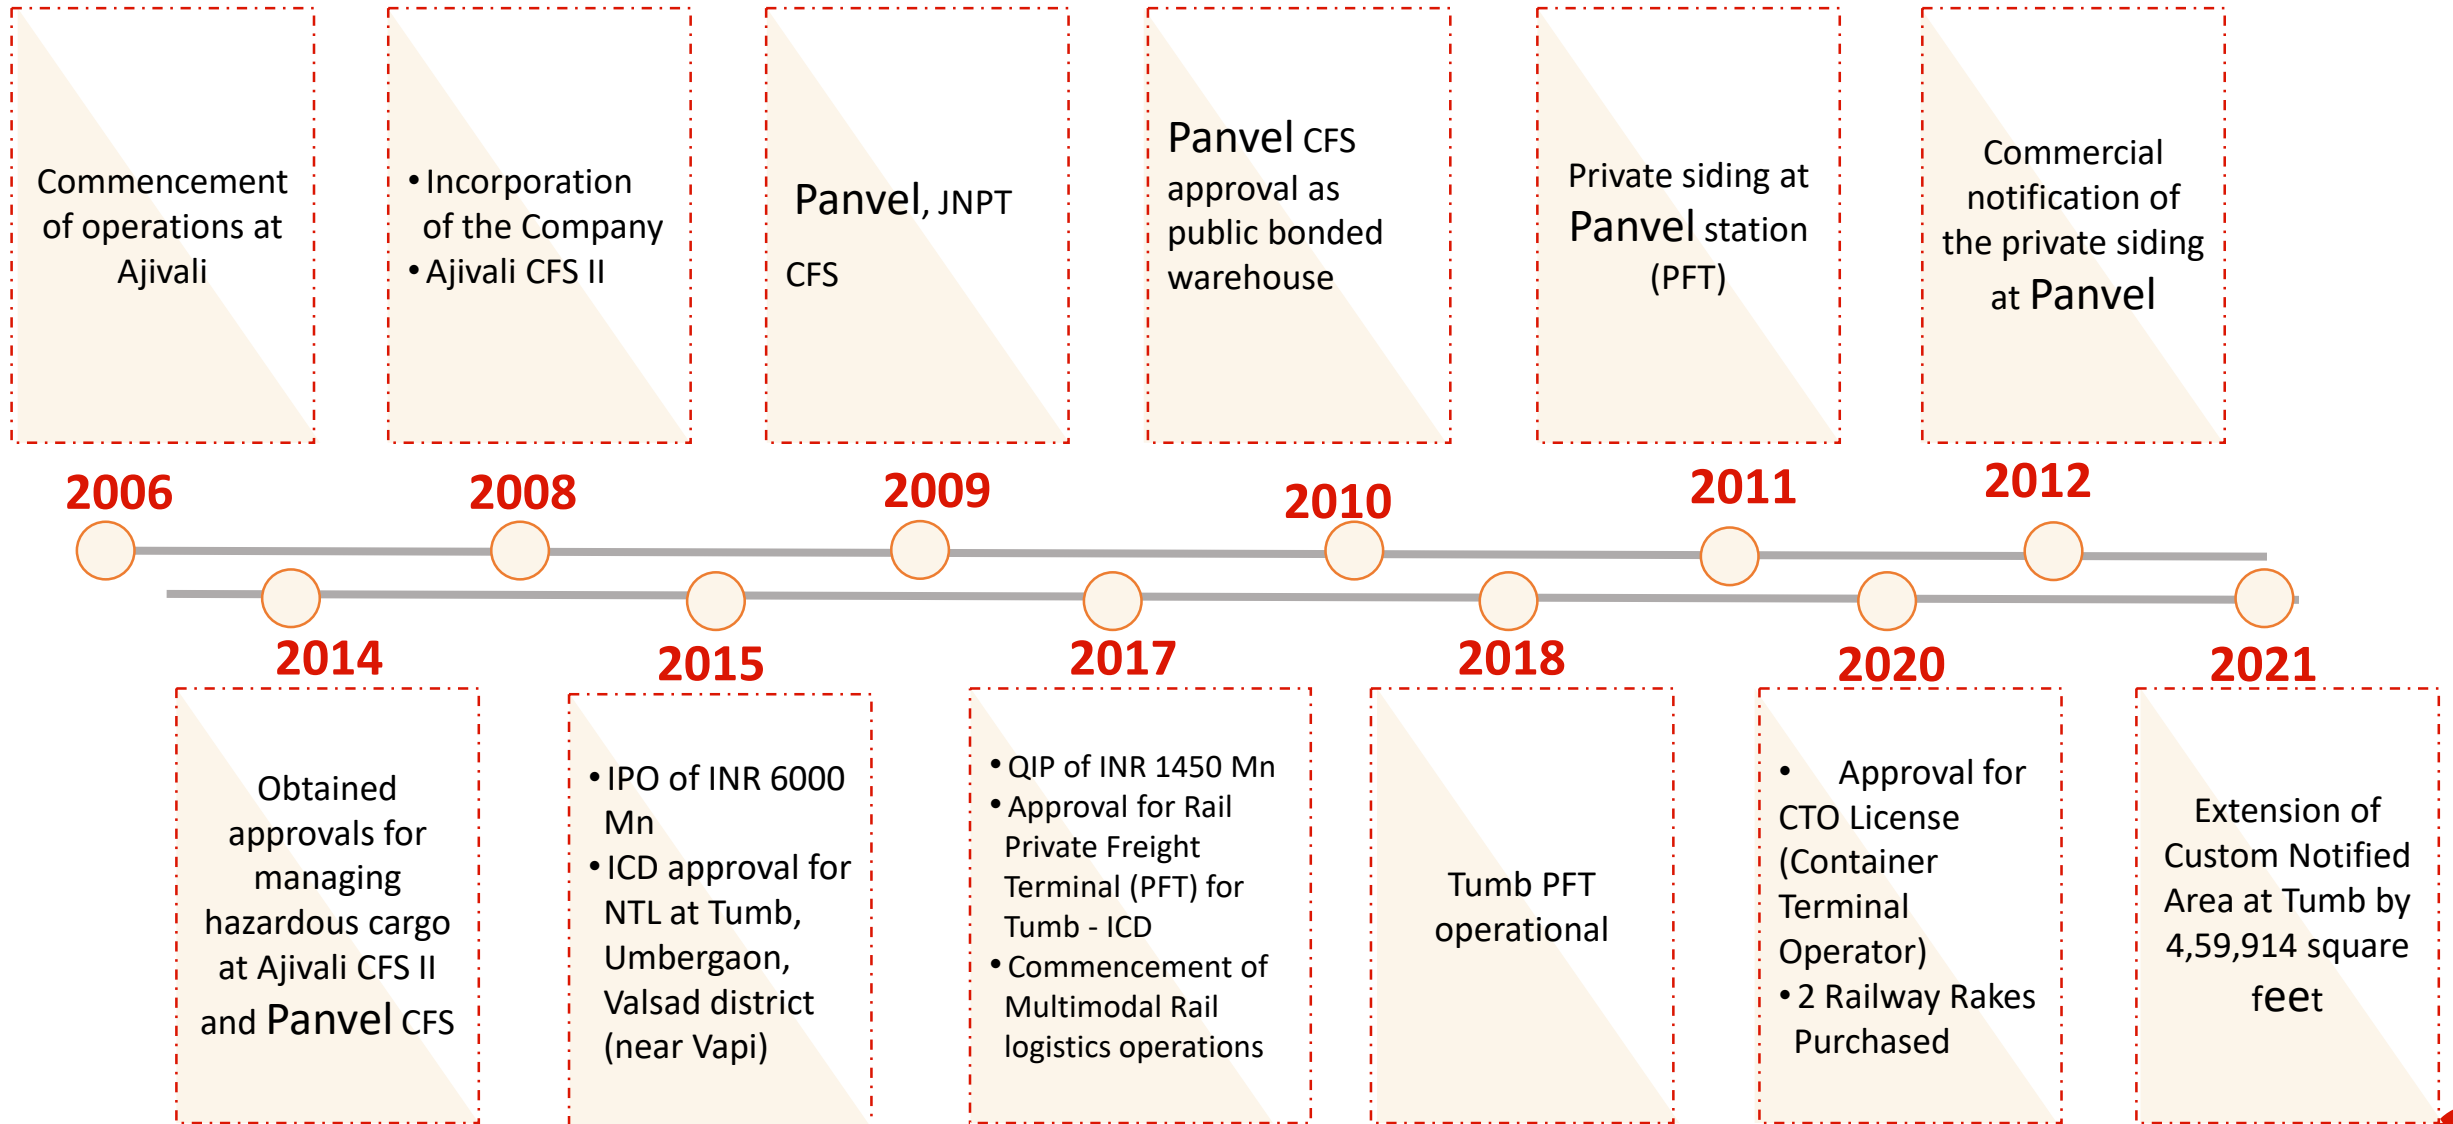 Commencement
of operations at
Ajivali
• Incorporation
of the Company
• Ajivali CFS II
Panvel, JNPT
CFS
Panvel CFS
approval as
public bonded
warehouse
Private siding at
Panvel station
(PFT)
Commercial
notification of
the private siding
at Panvel
2006
2008
2009
2010
2011
2012
2014
2015
2017
2018
2020
2021
Obtained
approvals for
managing
hazardous cargo
at Ajivali CFS II
and Panvel CFS
• IPO of INR 6000
Mn
• ICD approval for
NTL at Tumb,
Umbergaon,
Valsad district
(near Vapi)
• QIP of INR 1450 Mn
• Approval for Rail
Private Freight
Terminal (PFT) for
Tumb - ICD
• Commencement of
Multimodal Rail
logistics operations
Tumb PFT
operational
• Approval for
CTO License
(Container
Terminal
Operator)
• 2 Railway Rakes
Purchased
Extension of
Custom Notified
Area at Tumb by
4,59,914 square
feet